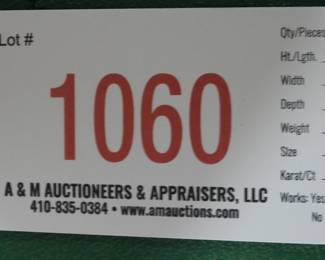 Lot #
1060
A & M AUCTIONEERS & APPRAISERS, LLC
410-835-0384 • www.amauctions.com
Qty/Pieces
Ht./Lgth.
Width
Depth
Weight
Size
Karat/Ct
Works: Yes
No